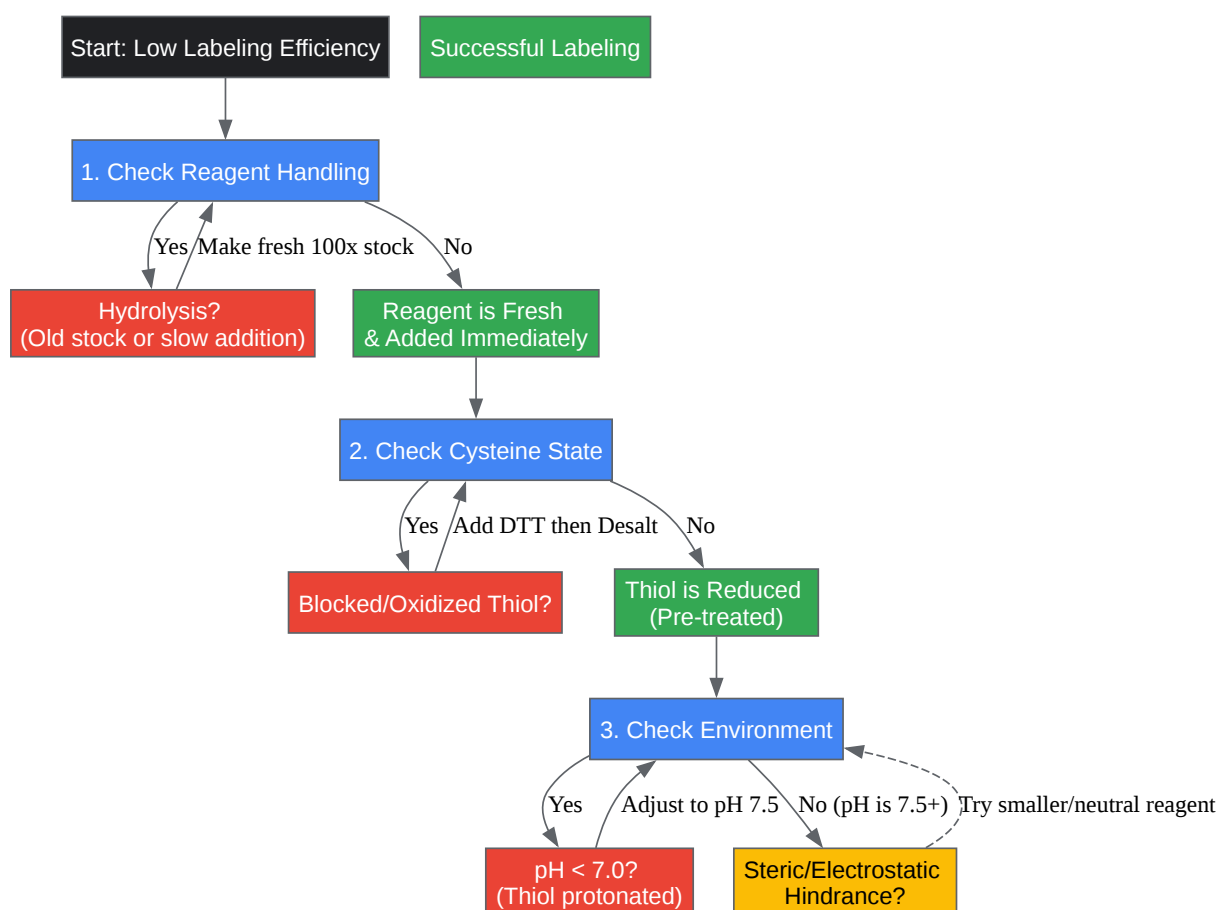 Start: Low Labeling Efficiency
Successful Labeling
1. Check Reagent Handling
Yes
Make fresh 100x stock
No
Hydrolysis?
(Old stock or slow addition)
Reagent is Fresh
& Added Immediately
2. Check Cysteine State
Yes
Add DTT then Desalt
No
Blocked/Oxidized Thiol?
Thiol is Reduced
(Pre-treated)
3. Check Environment
Yes
Adjust to pH 7.5
No (pH is 7.5+)
Try smaller/neutral reagent
pH < 7.0?
(Thiol protonated)
Steric/Electrostatic
Hindrance?